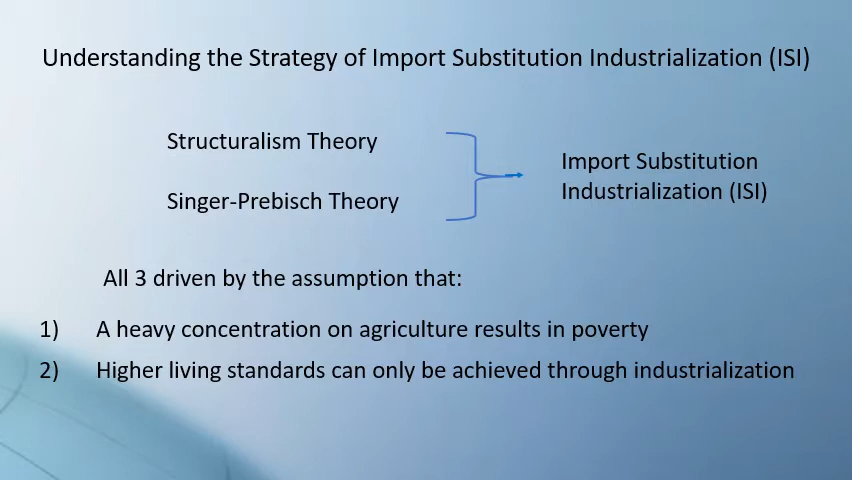 Understanding the Strategy of Import Substitution Industrialization (ISI)
Structuralism Theory
Singer-Prebisch Theory
Import Substitution
Industrialization (ISI)
All 3 driven by the assumption that:
1) A heavy concentration on agriculture results in poverty
2) Higher living standards can only be achieved through industrialization